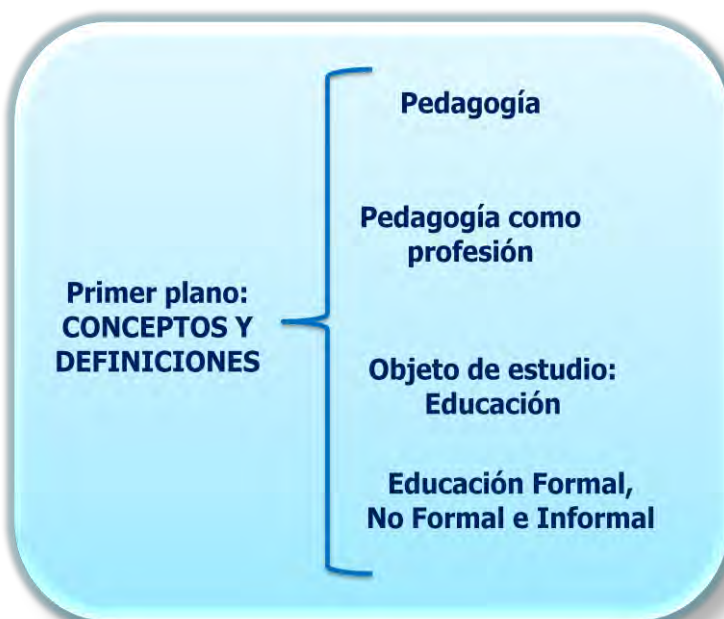 Primer plano:
CONCEPTOS Y
DEFINICIONES
Pedagogía
Pedagogía como
profesión
Objeto de estudio:
Educación
Educación Formal,
No Formal e Informal